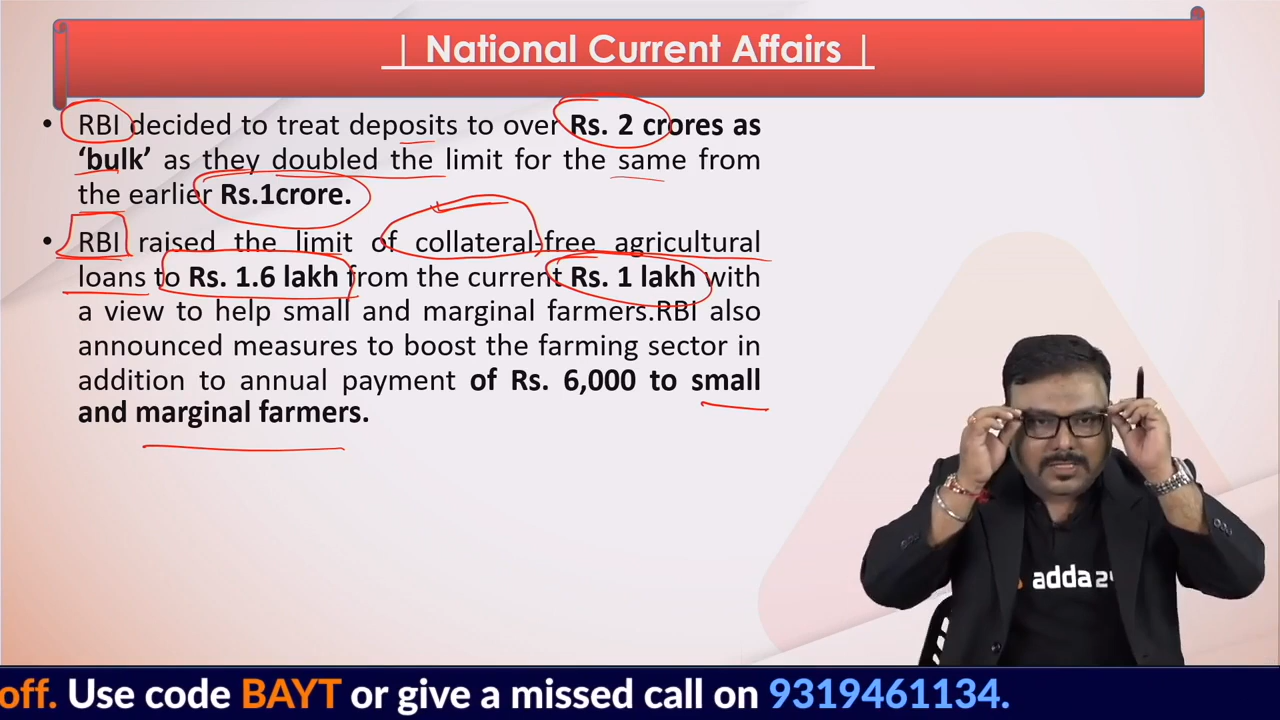 | National Current Affairs |
• RBI decided to treat deposits to over Rs. 2 crores as
‘bulk’ as they doubled the limit for the same from
the earlier Rs.1crore.
• RBI raised the limit of collateral-free agricultural
loans to Rs. 1.6 lakh from the current Rs. 1 lakh with
a view to help small and marginal farmers.RBI also
announced measures to boost the farming sector in
addition to annual payment of Rs. 6,000 to small
and marginal farmers.
adda24
off. Use code BAYT or give a missed call on 9319461134.